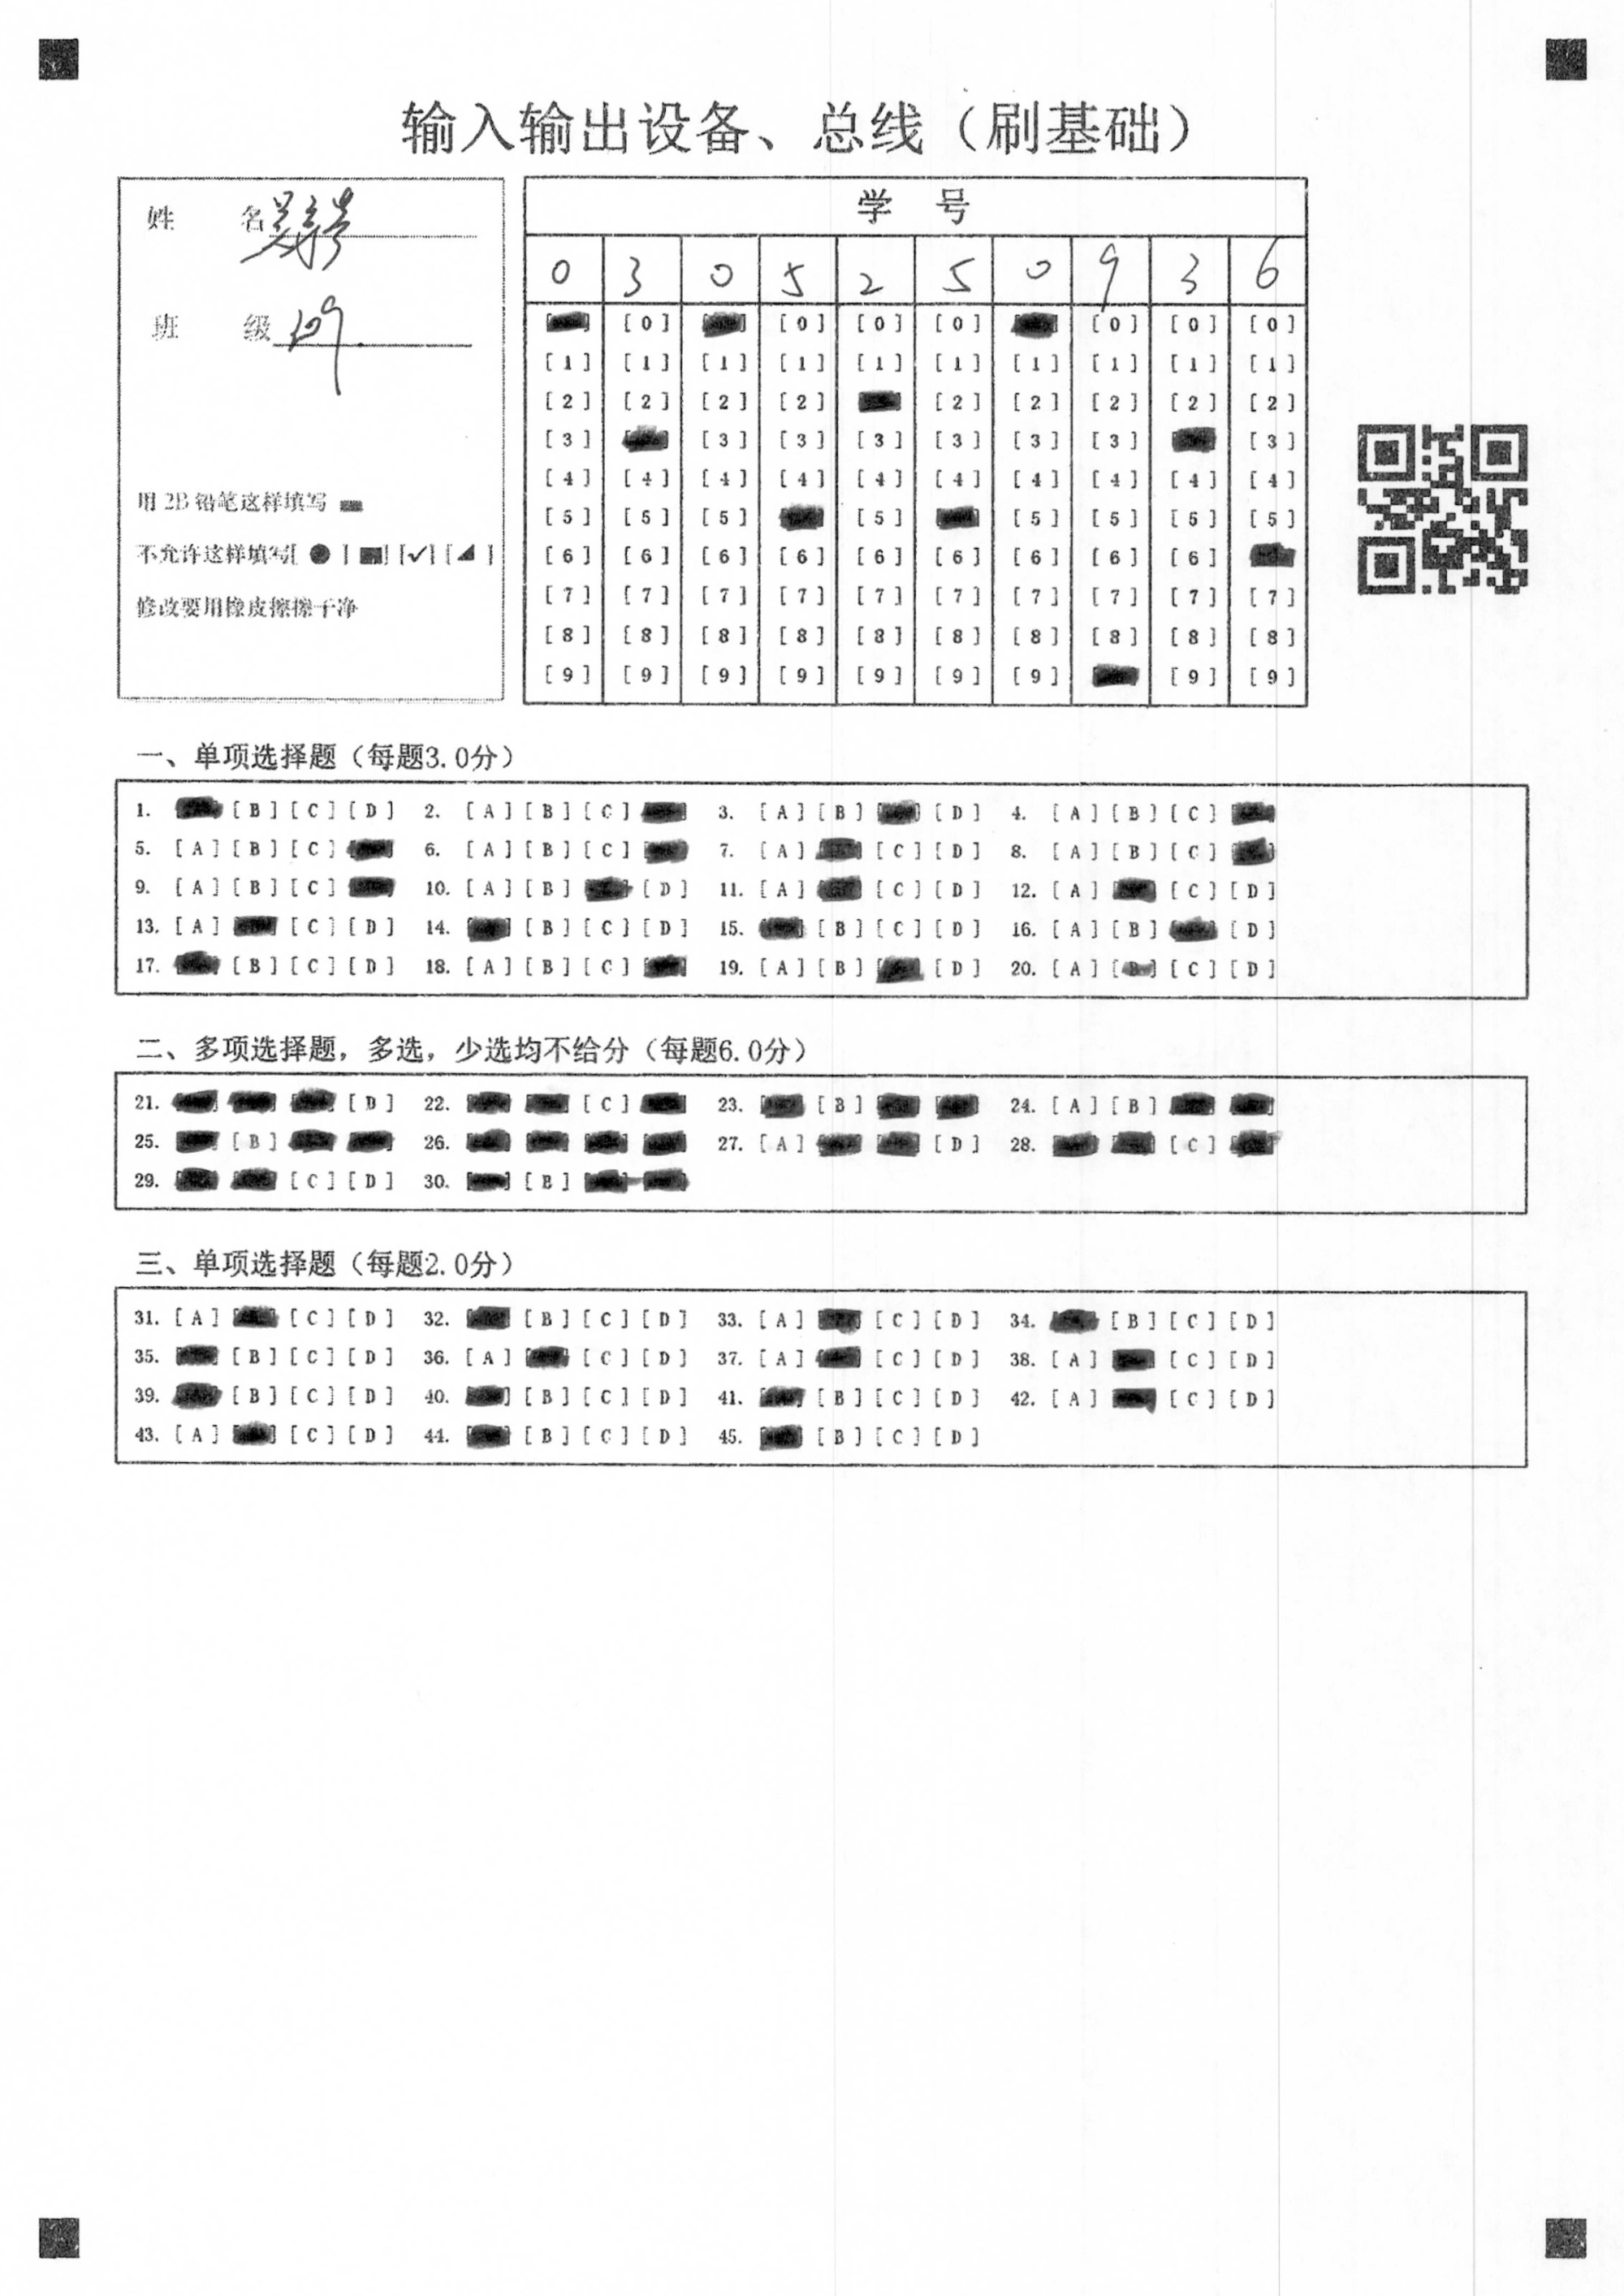 输入输出设备、总线（刷基础）
姓 名
班 级 109
用 2B 铅笔这样填写
不允许这样填写[ ● ] [ ■ ] [ ✓ ] [ ◢ ]
修改要用橡皮擦擦干净
学 号
0 3 0 5 2 5 0 9 3 6
[0] [0] [0] [0] [0] [0] [0]
[1] [1] [1] [1] [1] [1] [1] [1] [1] [1]
[2] [2] [2] [2] [2] [2] [2] [2] [2]
[3] [3] [3] [3] [3] [3] [3] [3]
[4] [4] [4] [4] [4] [4] [4] [4] [4] [4]
[5] [5] [5] [5] [5] [5] [5] [5]
[6] [6] [6] [6] [6] [6] [6] [6] [6]
[7] [7] [7] [7] [7] [7] [7] [7] [7] [7]
[8] [8] [8] [8] [8] [8] [8] [8] [8] [8]
[9] [9] [9] [9] [9] [9] [9] [9] [9]
一、单项选择题（每题3.0分）
1. [B] [C] [D] 2. [A] [B] [C] 3. [A] [B] [D] 4. [A] [B] [C]
5. [A] [B] [C] 6. [A] [B] [C] 7. [A] [C] [D] 8. [A] [B] [C]
9. [A] [B] [C] 10. [A] [B] [D] 11. [A] [C] [D] 12. [A] [C] [D]
13. [A] [C] [D] 14. [B] [C] [D] 15. [B] [C] [D] 16. [A] [B] [D]
17. [B] [C] [D] 18. [A] [B] [C] 19. [A] [B] [D] 20. [A] [B] [C] [D]
二、多项选择题，多选，少选均不给分（每题6.0分）
21. [D] 22. [C] 23. [B] 24. [A] [B]
25. [B] 26. 27. [A] [D] 28. [C]
29. [C] [D] 30. [B]
三、单项选择题（每题2.0分）
31. [A] [C] [D] 32. [B] [C] [D] 33. [A] [C] [D] 34. [B] [C] [D]
35. [B] [C] [D] 36. [A] [C] [D] 37. [A] [C] [D] 38. [A] [C] [D]
39. [B] [C] [D] 40. [B] [C] [D] 41. [B] [C] [D] 42. [A] [C] [D]
43. [A] [C] [D] 44. [B] [C] [D] 45. [B] [C] [D]